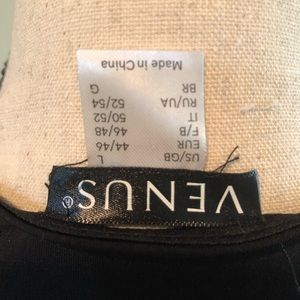 VENUS®
US/GB L
EUR 44/46
F/B 46/48
IT 50/52
RU/UA 52/54
BR G
Made in China